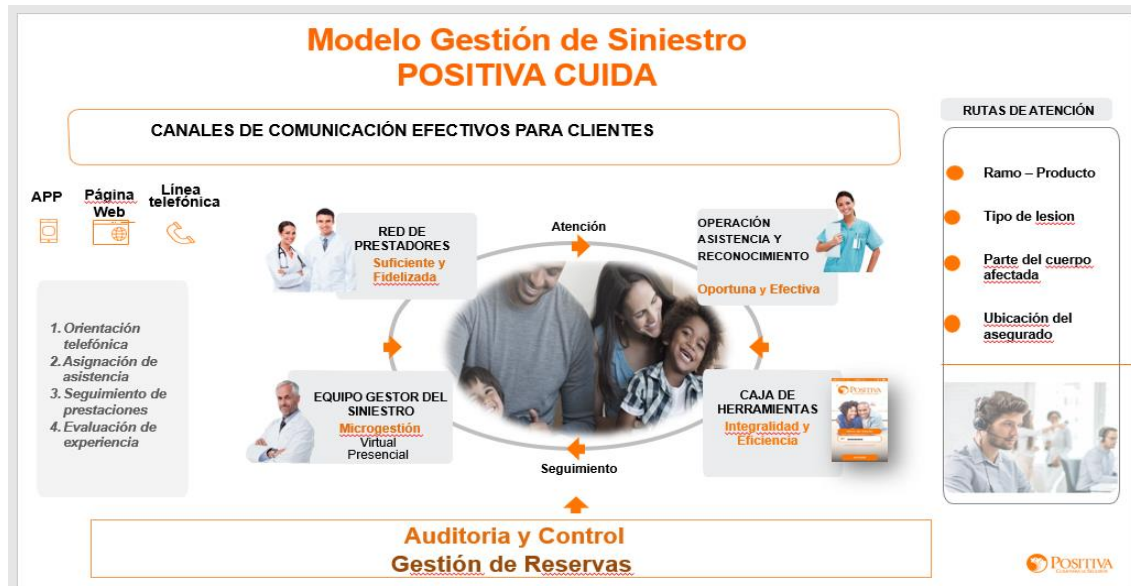 Modelo Gestión de Siniestro
POSITIVA CUIDA
CANALES DE COMUNICACIÓN EFECTIVOS PARA CLIENTES
APP
Página
Web
Línea
telefónica
1. Orientación
telefónica
2. Asignación de
asistencia
3. Seguimiento de
prestaciones
4. Evaluación de
experiencia
RED DE
PRESTADORES
Suficiente y
Fidelizada
Atención
OPERACIÓN
ASISTENCIA Y
RECONOCIMIENTO
Oportuna y Efectiva
EQUIPO GESTOR DEL
SINIESTRO
Microgestión
Virtual
Presencial
Seguimiento
CAJA DE
HERRAMIENTAS
Integralidad y
Eficiencia
POSITIVA
RUTAS DE ATENCIÓN
Ramo – Producto
Tipo de lesion
Parte del cuerpo
afectada
Ubicación del
asegurado
Auditoria y Control
Gestión de Reservas
POSITIVA